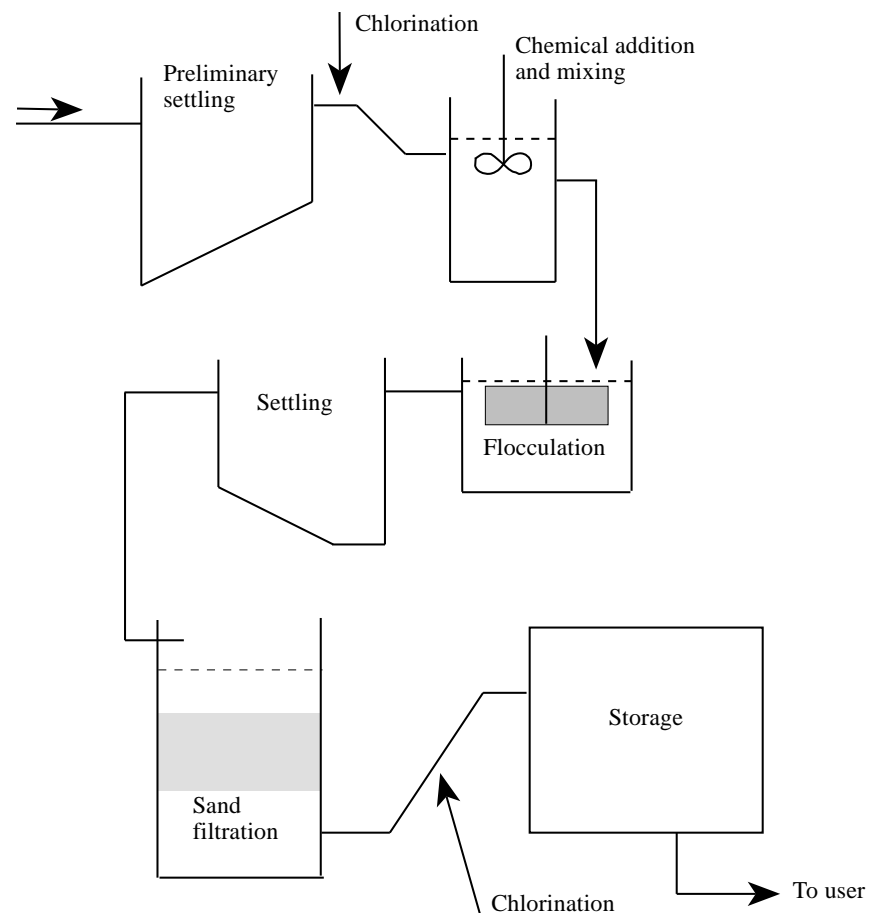 Chlorination
Preliminary
settling
Chemical addition
and mixing
Settling
Flocculation
Sand
filtration
Storage
Chlorination
To user